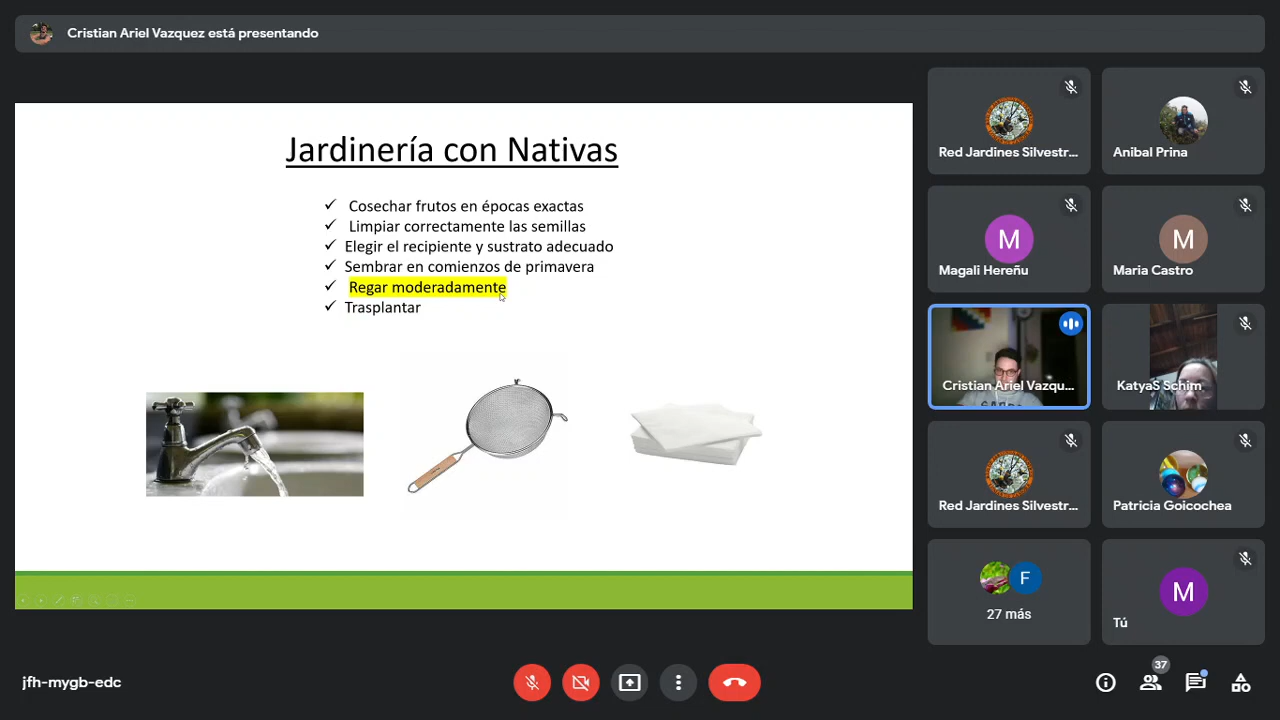 Cristian Ariel Vazquez está presentando
Jardinería con Nativas
✓ Cosechar frutos en épocas exactas
✓ Limpiar correctamente las semillas
✓ Elegir el recipiente y sustrato adecuado
✓ Sembrar en comienzos de primavera
✓ Regar moderadamente
✓ Trasplantar
Red Jardines Silvestr...
Anibal Prina
M
Magali Hereñu
M
Maria Castro
Cristian Ariel Vazqu...
KatyaS Schim
Red Jardines Silvestr...
Patricia Goicochea
F
27 más
M
Tú
jfh-mygb-edc
37